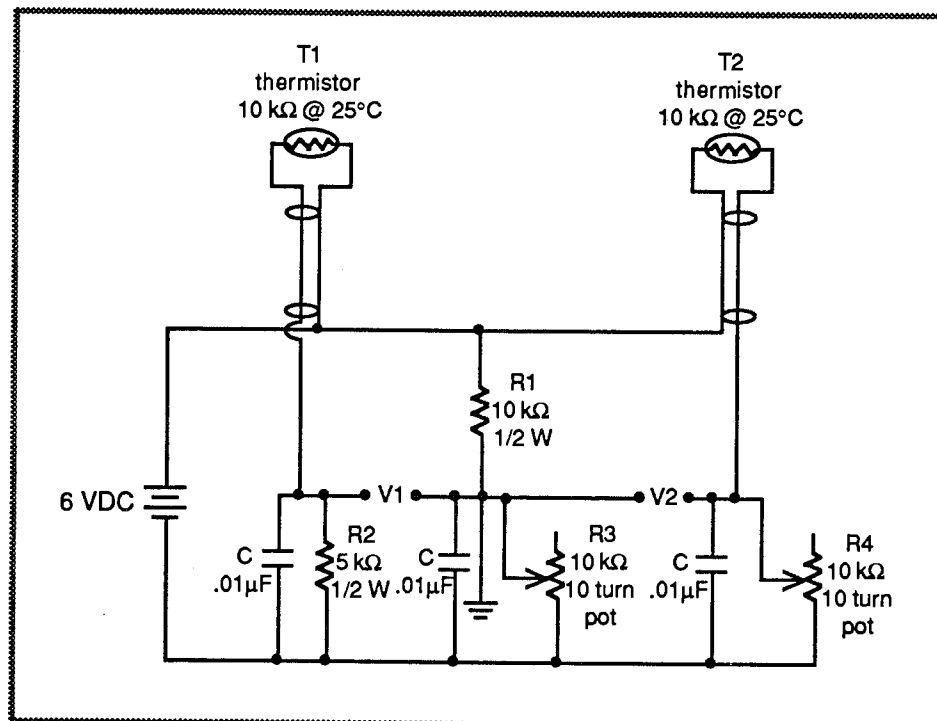 T1
thermistor
10 kΩ @ 25°C
T2
thermistor
10 kΩ @ 25°C
R1
10 kΩ
1/2 W
6 VDC
V1
V2
C
.01µF
R2
5 kΩ
1/2 W
C
.01µF
R3
10 kΩ
10 turn
pot
C
.01µF
R4
10 kΩ
10 turn
pot